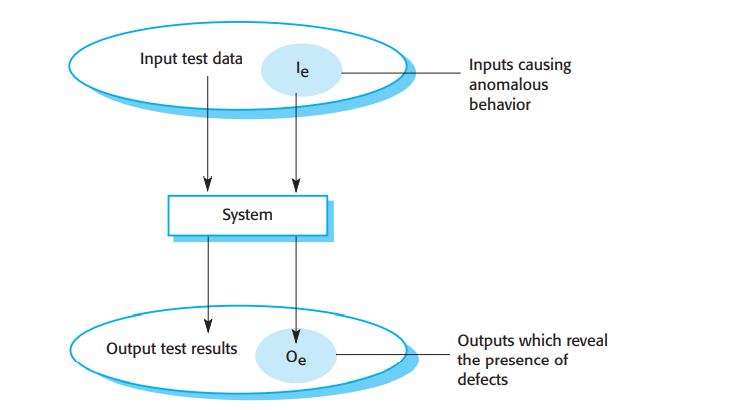 Input test data
Ie
Inputs causing
anomalous
behavior
System
Output test results
Oe
Outputs which reveal
the presence of
defects